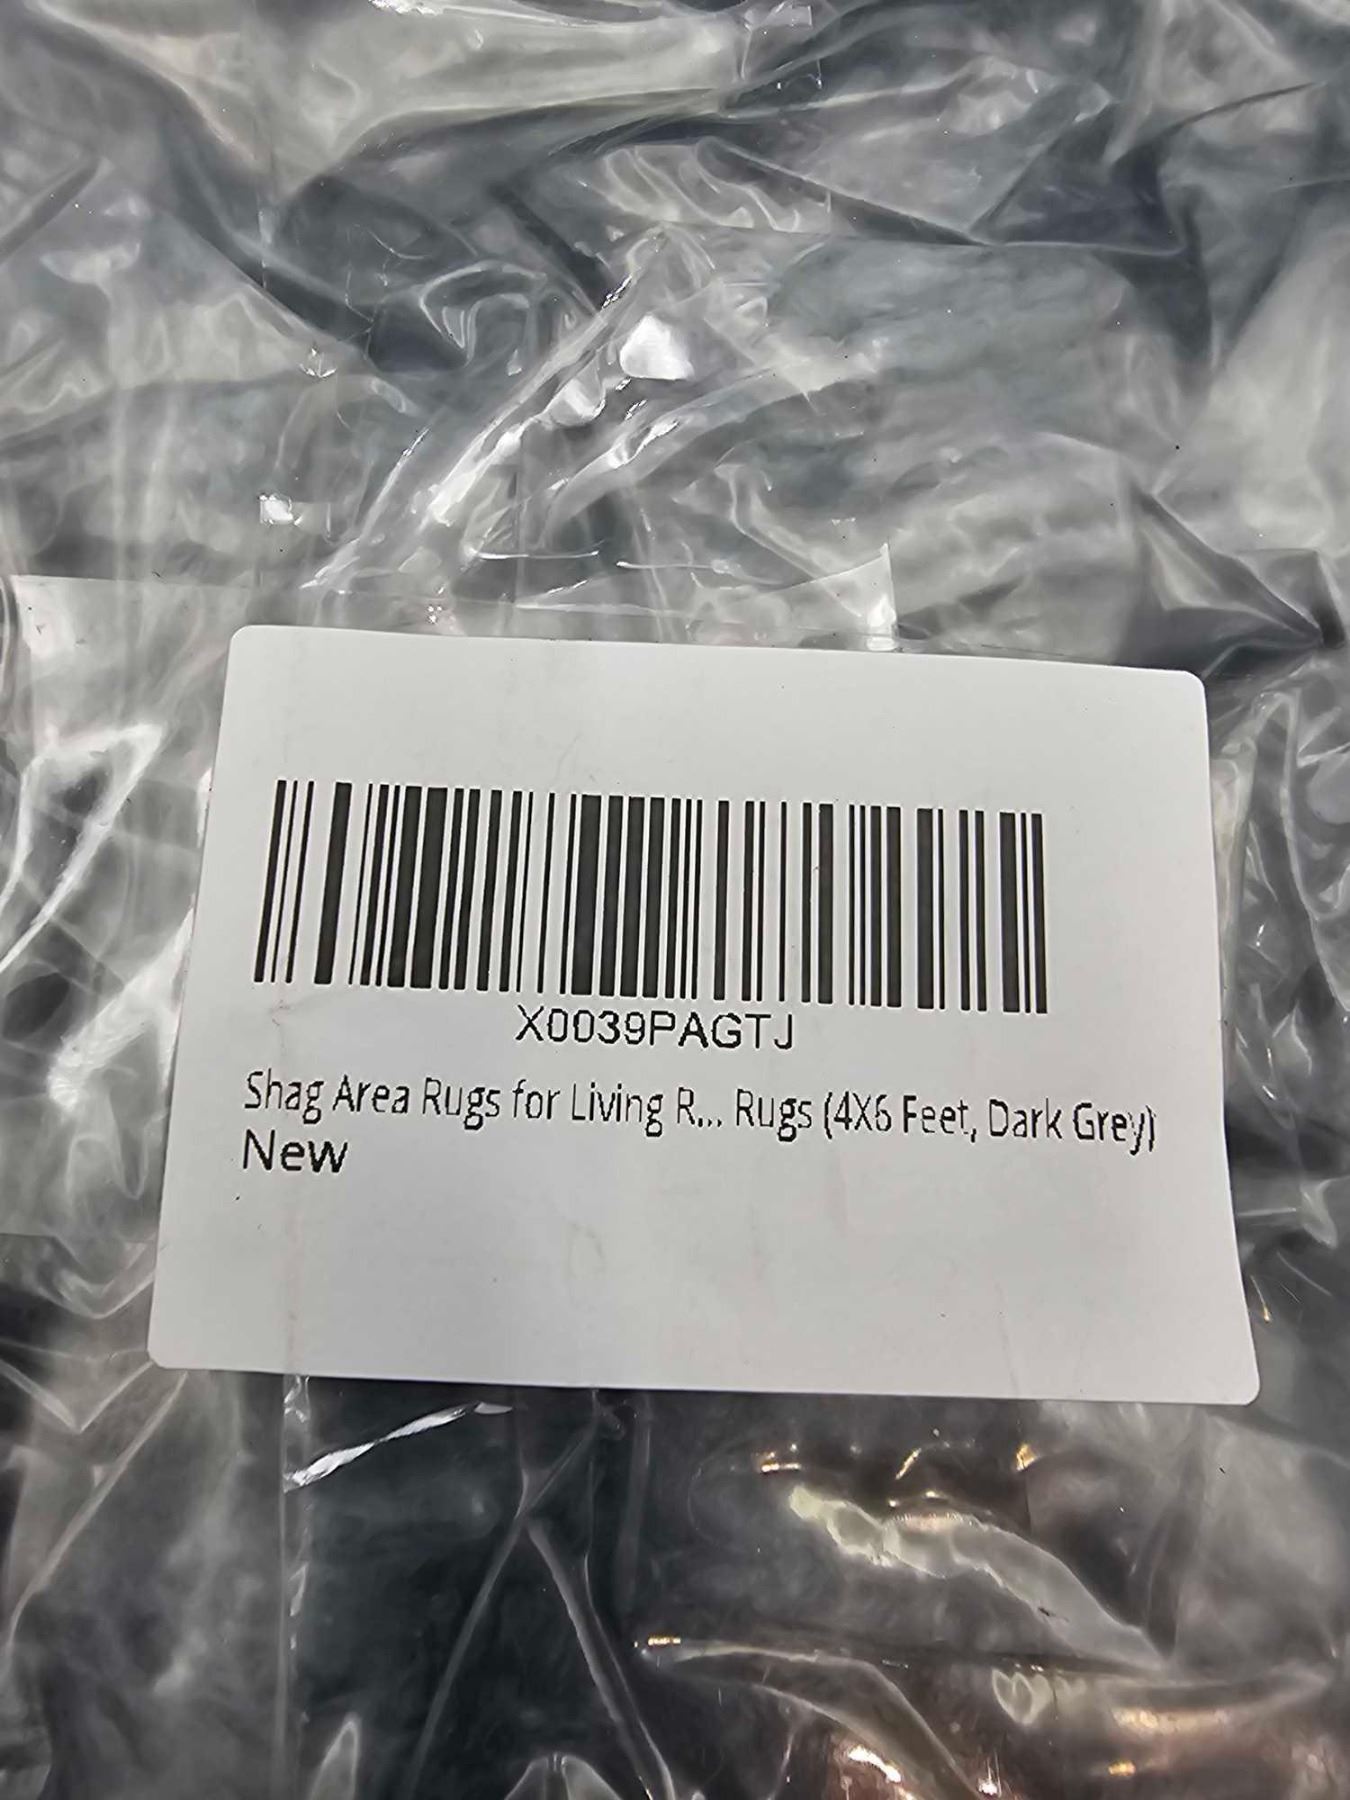 X0039PAGTJ
Shag Area Rugs for Living R... Rugs (4X6 Feet, Dark Grey)
New